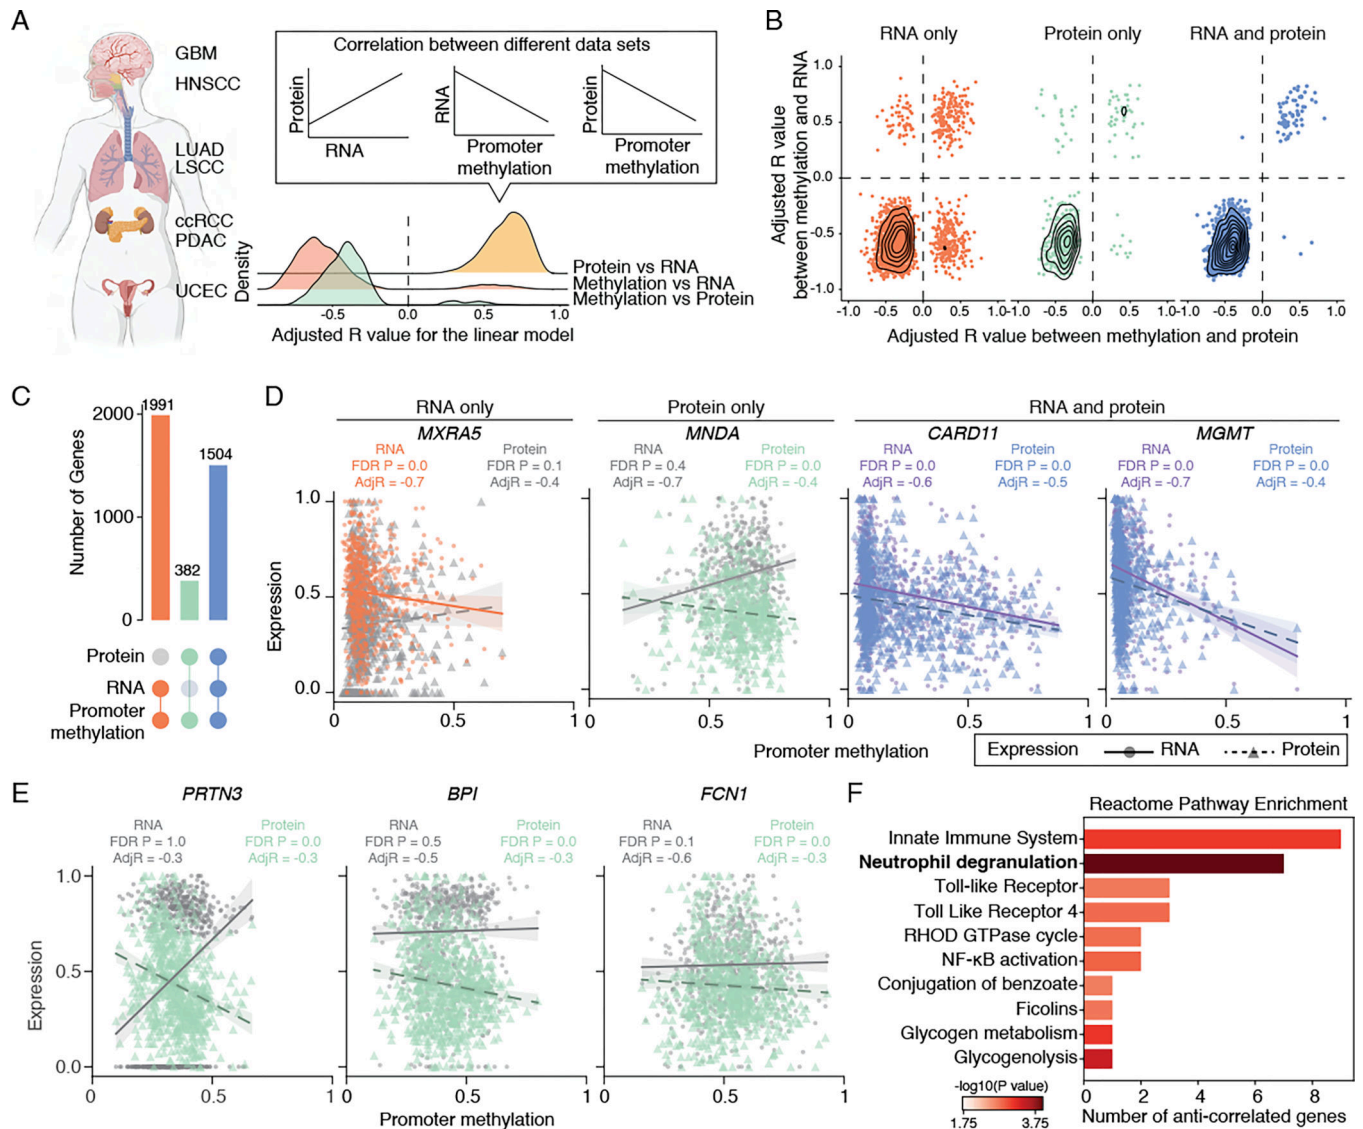 A
GBM
HNSCC
LUAD
LSCC
ccRCC
PDAC
UCEC
Correlation between different data sets
Protein
RNA
RNA
Promoter
methylation
Protein
Promoter
methylation
Density
Protein vs RNA
Methylation vs RNA
Methylation vs Protein
-0.5 0.0 0.5 1.0
Adjusted R value for the linear model
B
RNA only Protein only RNA and protein
Adjusted R value
between methylation and RNA
1.0
0.5
0.0
-0.5
-1.0
-1.0 -0.5 0.0 0.5 1.0 -1.0 -0.5 0.0 0.5 1.0 -1.0 -0.5 0.0 0.5 1.0
Adjusted R value between methylation and protein
C
Number of Genes
2000
1000
0
1991
382
1504
Protein
RNA
Promoter
methylation
D
RNA only Protein only RNA and protein
MXRA5 MNDA CARD11 MGMT
RNA Protein RNA Protein RNA Protein RNA Protein
FDR P = 0.0 FDR P = 0.1 FDR P = 0.4 FDR P = 0.0 FDR P = 0.0 FDR P = 0.0 FDR P = 0.0 FDR P = 0.0
AdjR = -0.7 AdjR = -0.4 AdjR = -0.7 AdjR = -0.4 AdjR = -0.6 AdjR = -0.5 AdjR = -0.7 AdjR = -0.4
Expression
1.0
0.5
0.0
0 0.5 1 0.5 1 0 0.5 1 0 0.5 1
Promoter methylation
Expression RNA Protein
E
PRTN3 BPI FCN1
RNA Protein RNA Protein RNA Protein
FDR P = 1.0 FDR P = 0.0 FDR P = 0.5 FDR P = 0.0 FDR P = 0.1 FDR P = 0.0
AdjR = -0.3 AdjR = -0.3 AdjR = -0.5 AdjR = -0.3 AdjR = -0.6 AdjR = -0.3
Expression
1.0
0.5
0.0
0 0.5 1 0 0.5 1 0 0.5 1
Promoter methylation
F
Reactome Pathway Enrichment
Innate Immune System
Neutrophil degranulation
Toll-like Receptor
Toll Like Receptor 4
RHOD GTPase cycle
NF-κB activation
Conjugation of benzoate
Ficolins
Glycogen metabolism
Glycogenolysis
-log10(P value)
1.75 3.75
0 2 4 6 8
Number of anti-correlated genes